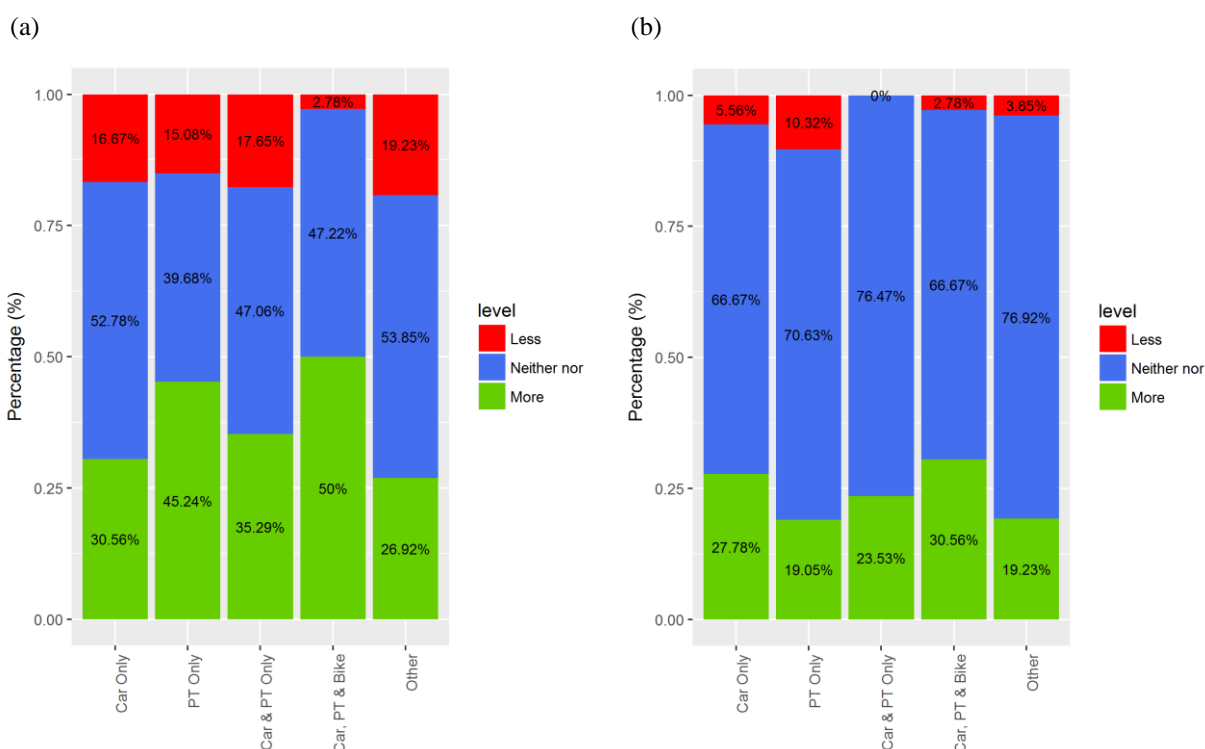 (a)
(b)
Percentage (%)
1.00
0.75
0.50
0.25
0.00
16.67%
15.08%
17.65%
2.78%
19.23%
52.78%
39.68%
47.06%
47.22%
53.85%
30.56%
45.24%
35.29%
50%
26.92%
Car Only
PT Only
Car & PT Only
Car, PT & Bike
Other
level
Less
Neither nor
More
Percentage (%)
1.00
0.75
0.50
0.25
0.00
5.56%
10.32%
0%
2.78%
3.85%
66.67%
70.63%
76.47%
66.67%
76.92%
27.78%
19.05%
23.53%
30.56%
19.23%
Car Only
PT Only
Car & PT Only
Car, PT & Bike
Other
level
Less
Neither nor
More